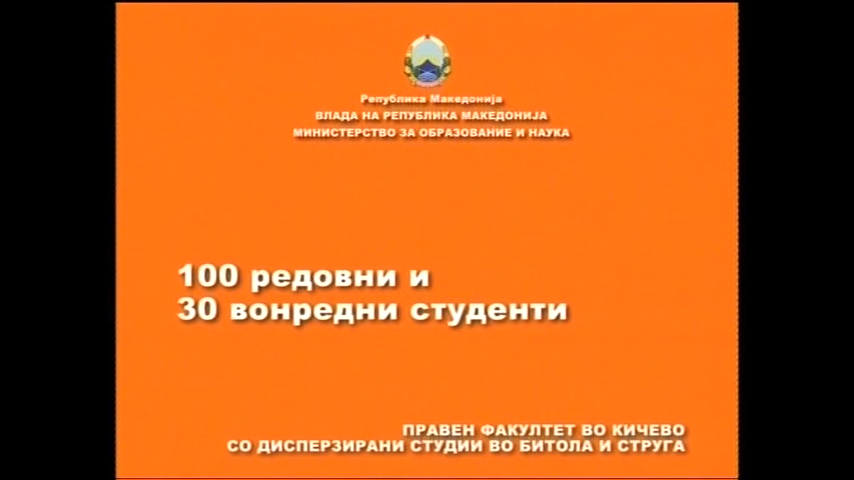 Република Македонија
ВЛАДА НА РЕПУБЛИКА МАКЕДОНИЈА
МИНИСТЕРСТВО ЗА ОБРАЗОВАНИЕ И НАУКА
100 редовни и
30 вонредни студенти
ПРАВЕН ФАКУЛТЕТ ВО КИЧЕВО
СО ДИСПЕРЗИРАНИ СТУДИИ ВО БИТОЛА И СТРУГА